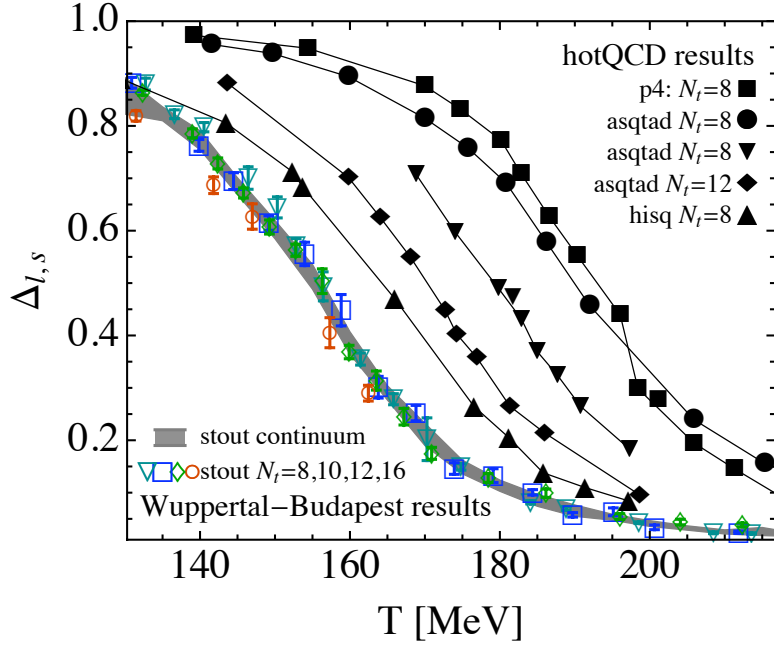 1.0
0.8
0.6
0.4
0.2
Δl,s
hotQCD results
p4: Nt=8
asqtad Nt=8
asqtad Nt=8
asqtad Nt=12
hisq Nt=8
stout continuum
stout Nt=8,10,12,16
Wuppertal−Budapest results
140 160 180 200
T [MeV]